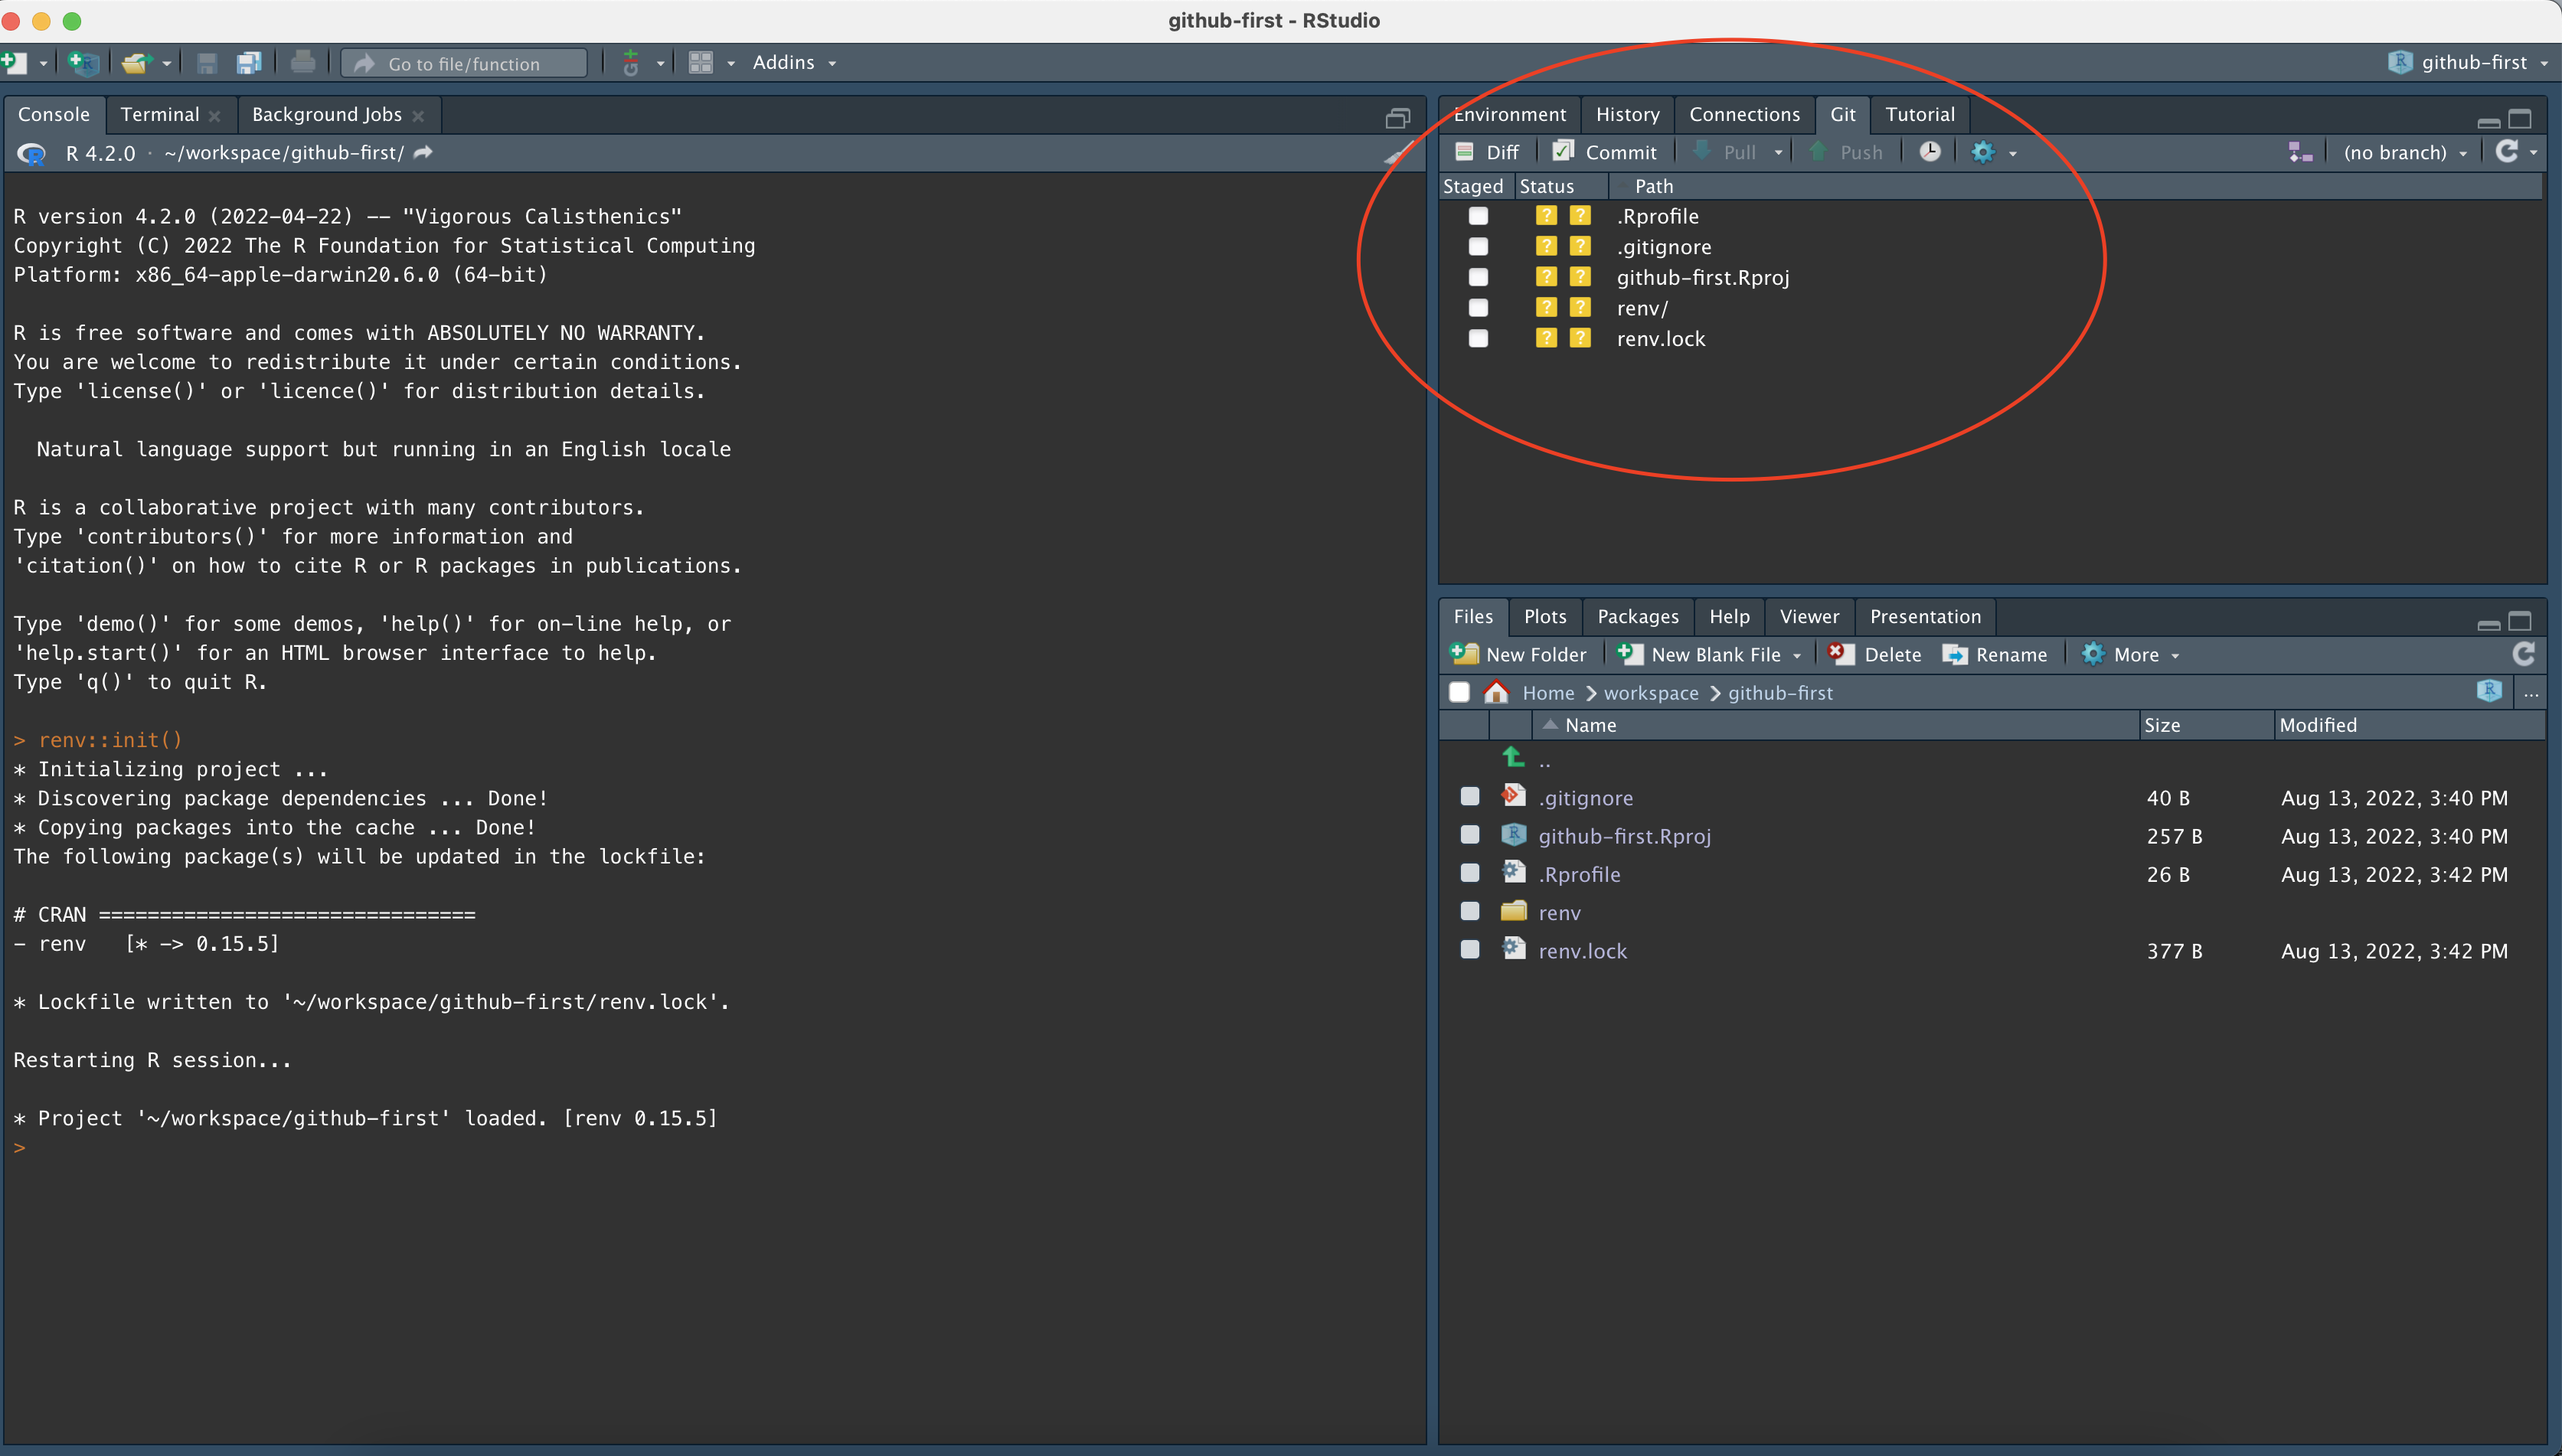 github-first - RStudio
Go to file/function
Addins
github-first
Console Terminal Background Jobs
R 4.2.0 · ~/workspace/github-first/
R version 4.2.0 (2022-04-22) -- "Vigorous Calisthenics"
Copyright (C) 2022 The R Foundation for Statistical Computing
Platform: x86_64-apple-darwin20.6.0 (64-bit)
R is free software and comes with ABSOLUTELY NO WARRANTY.
You are welcome to redistribute it under certain conditions.
Type 'license()' or 'licence()' for distribution details.
Natural language support but running in an English locale
R is a collaborative project with many contributors.
Type 'contributors()' for more information and
'citation()' on how to cite R or R packages in publications.
Type 'demo()' for some demos, 'help()' for on-line help, or
'help.start()' for an HTML browser interface to help.
Type 'q()' to quit R.
> renv::init()
* Initializing project ...
* Discovering package dependencies ... Done!
* Copying packages into the cache ... Done!
The following package(s) will be updated in the lockfile:
# CRAN ===============================
- renv   [* -> 0.15.5]
* Lockfile written to '~/workspace/github-first/renv.lock'.
Restarting R session...
* Project '~/workspace/github-first' loaded. [renv 0.15.5]
>
Environment History Connections Git Tutorial
Diff Commit Pull Push (no branch)
Staged Status Path
? ? .Rprofile
? ? .gitignore
? ? github-first.Rproj
? ? renv/
? ? renv.lock
Files Plots Packages Help Viewer Presentation
New Folder New Blank File Delete Rename More
Home workspace github-first ...
Name Size Modified
..
.gitignore 40 B Aug 13, 2022, 3:40 PM
github-first.Rproj 257 B Aug 13, 2022, 3:40 PM
.Rprofile 26 B Aug 13, 2022, 3:42 PM
renv
renv.lock 377 B Aug 13, 2022, 3:42 PM